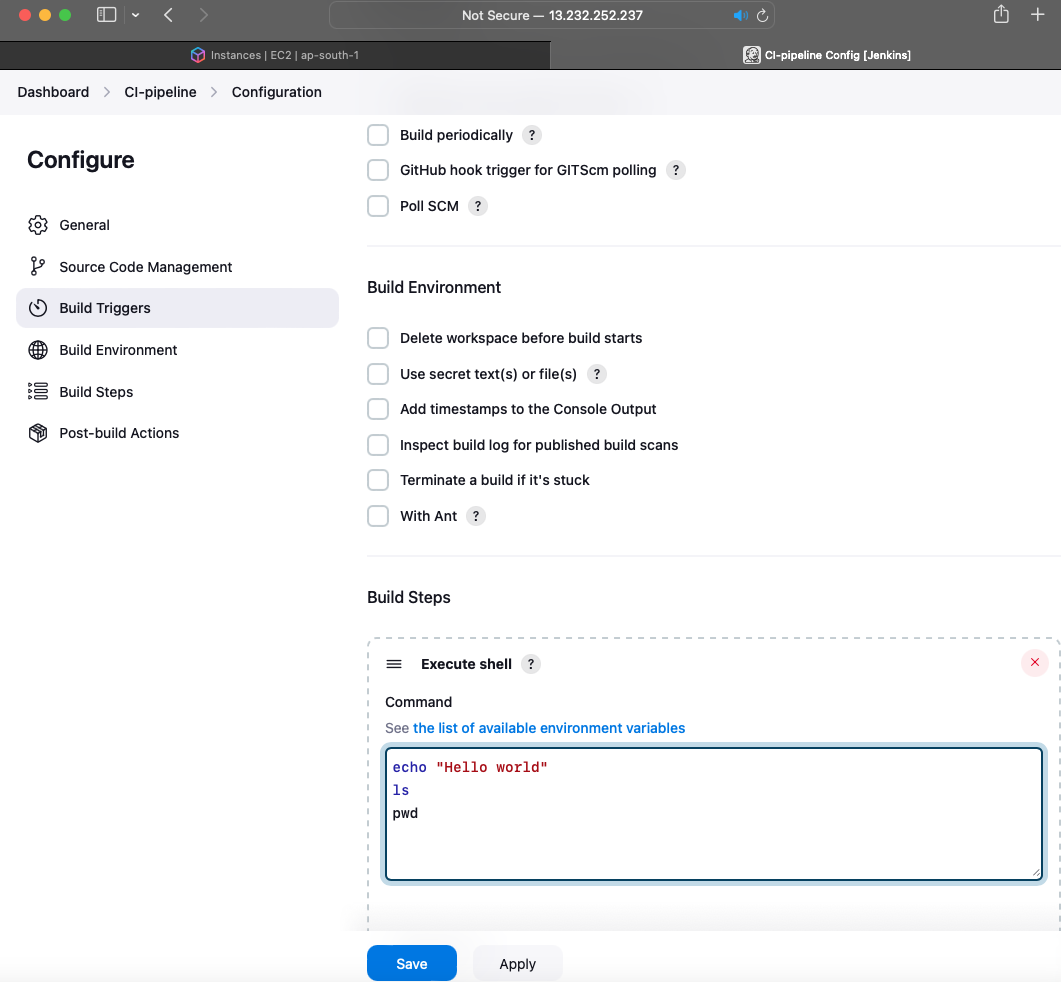 Not Secure — 13.232.252.237
Instances | EC2 | ap-south-1
CI-pipeline Config [Jenkins]
Dashboard > CI-pipeline > Configuration
Configure
General
Source Code Management
Build Triggers
Build Environment
Build Steps
Post-build Actions
Build periodically ?
GitHub hook trigger for GITScm polling ?
Poll SCM ?
Build Environment
Delete workspace before build starts
Use secret text(s) or file(s) ?
Add timestamps to the Console Output
Inspect build log for published build scans
Terminate a build if it's stuck
With Ant ?
Build Steps
Execute shell ?
Command
See the list of available environment variables
echo "Hello world"
ls
pwd
Save
Apply